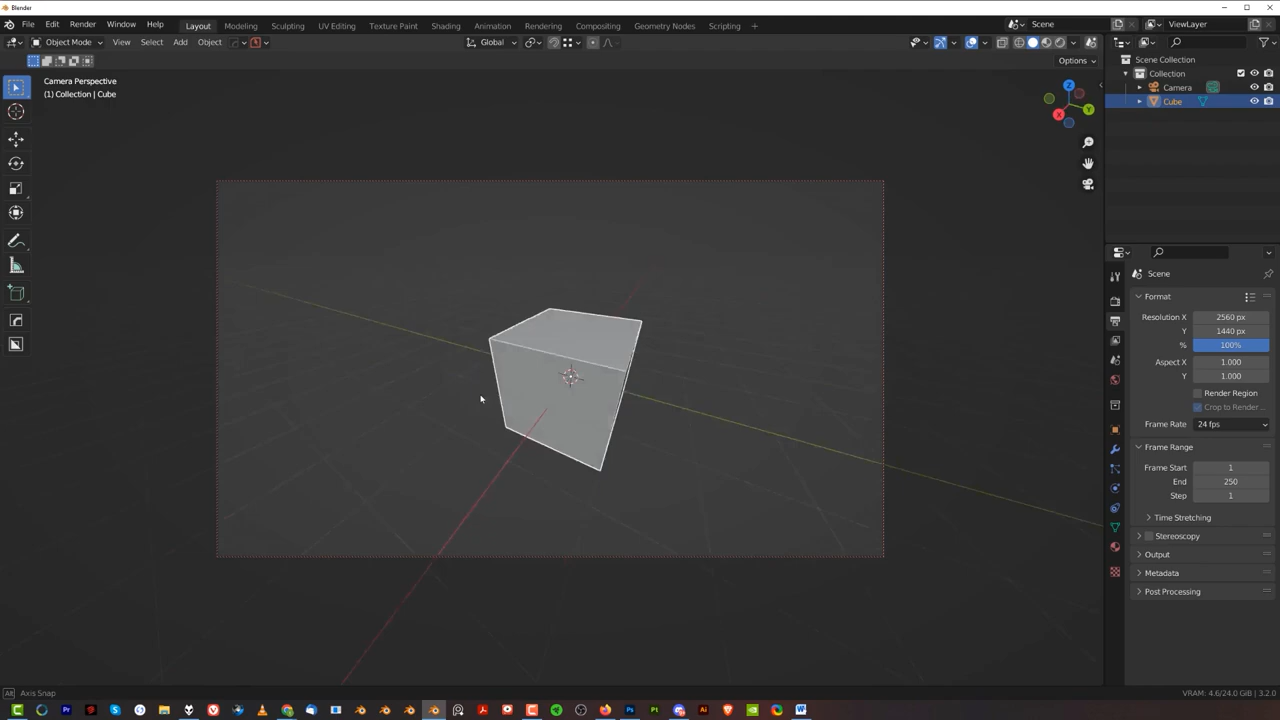 Blender
File Edit Render Window Help Layout Modeling Sculpting UV Editing Texture Paint Shading Animation Rendering Compositing Geometry Nodes Scripting + Scene ViewLayer
Object Mode View Select Add Object Global
Options
Camera Perspective
(1) Collection | Cube
Z
Y
X
Scene Collection
Collection
Camera
Cube
Scene
Format
Resolution X 2560 px
Y 1440 px
% 100%
Aspect X 1.000
Y 1.000
Render Region
Crop to Render ...
Frame Rate 24 fps
Frame Range
Frame Start 1
End 250
Step 1
Time Stretching
Stereoscopy
Output
Metadata
Post Processing
Alt Axis Snap
VRAM: 4.6/24.0 GiB | 3.2.0